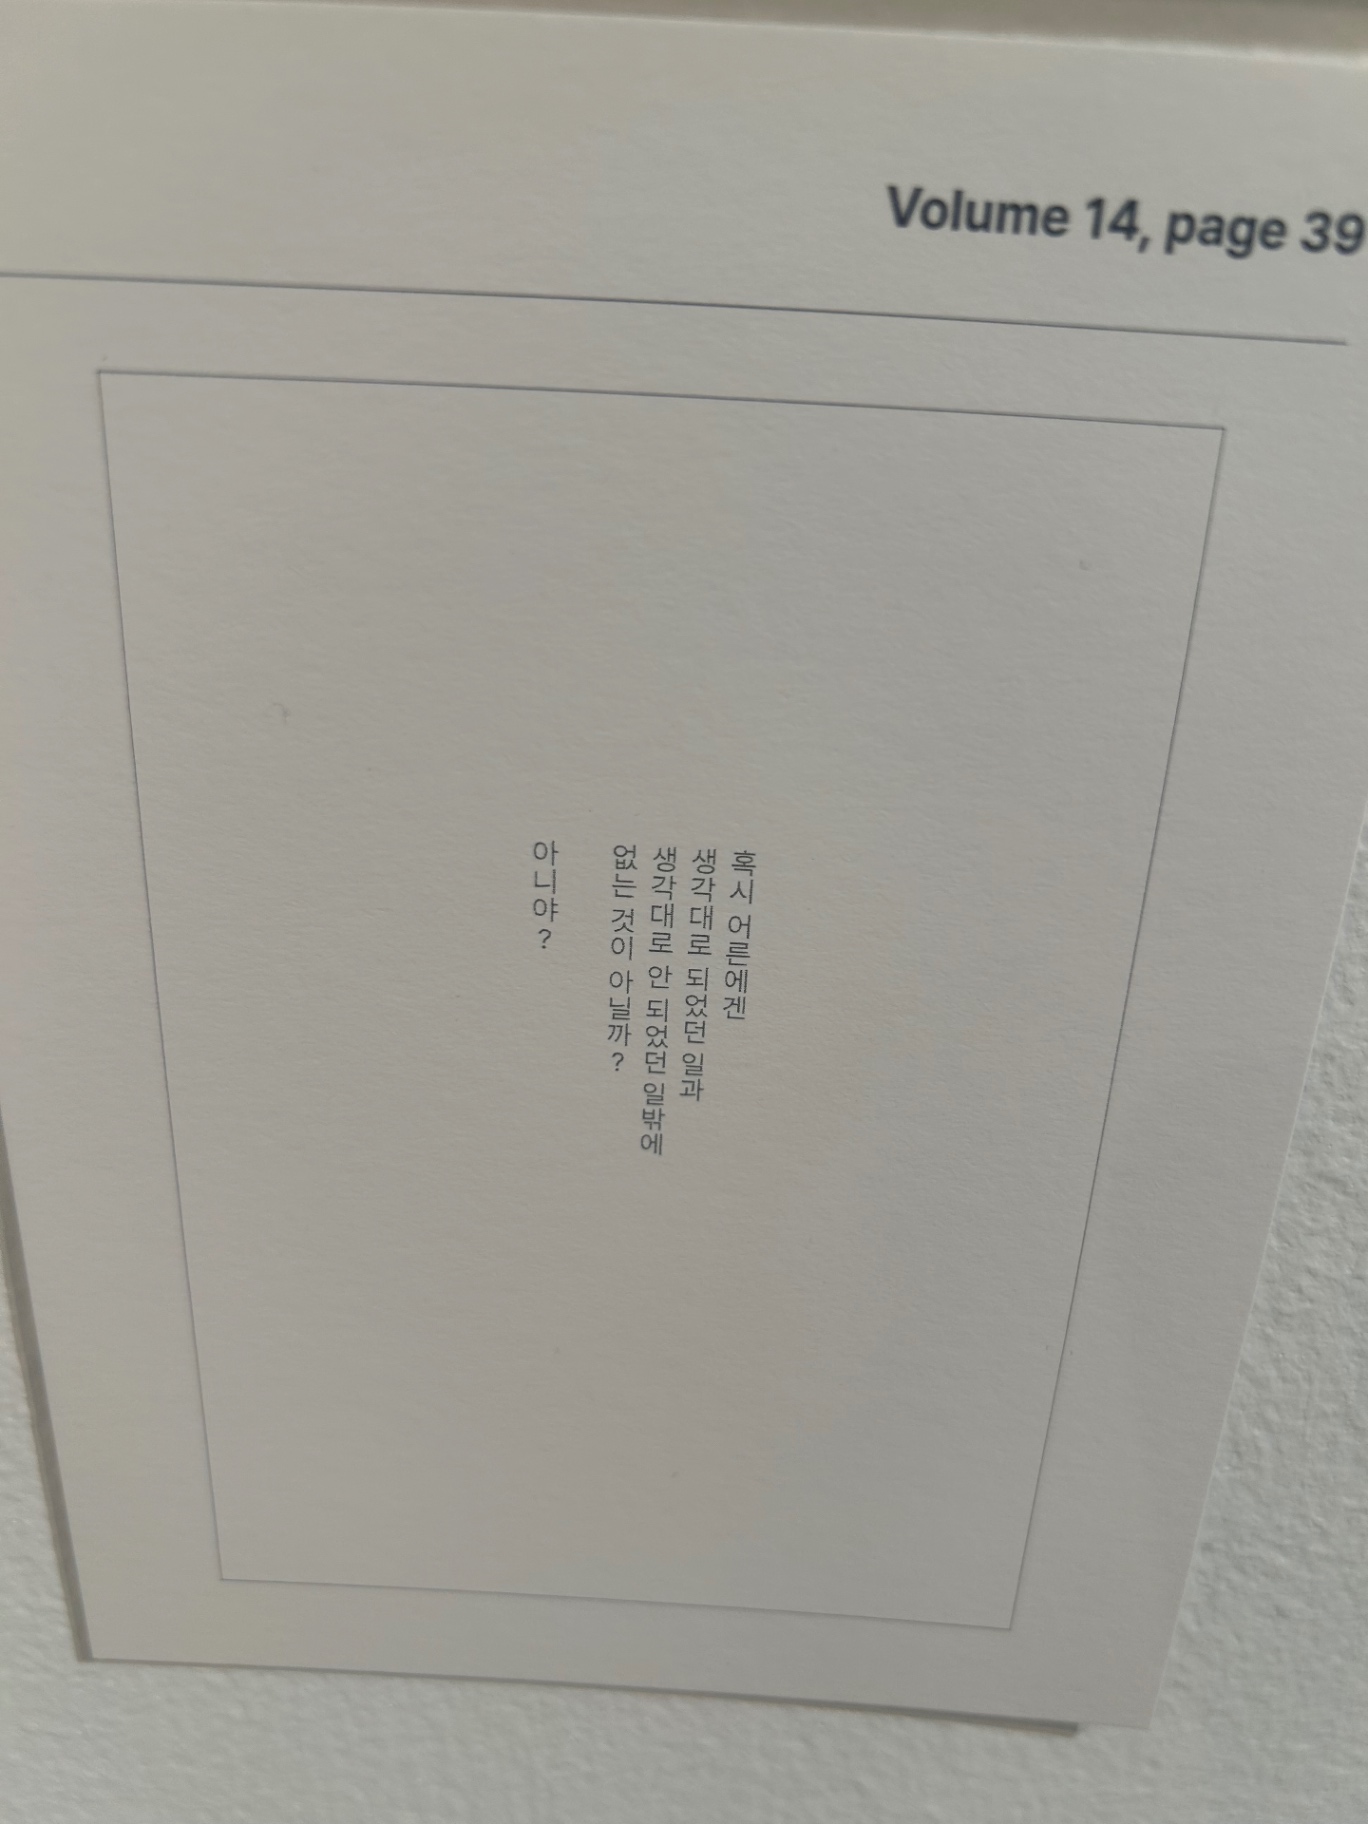 Volume 14, page 39
혹시 어른에겐
생각대로 되었던 일과
생각대로 안 되었던 일밖에
없는 것이 아닐까?
아니야?